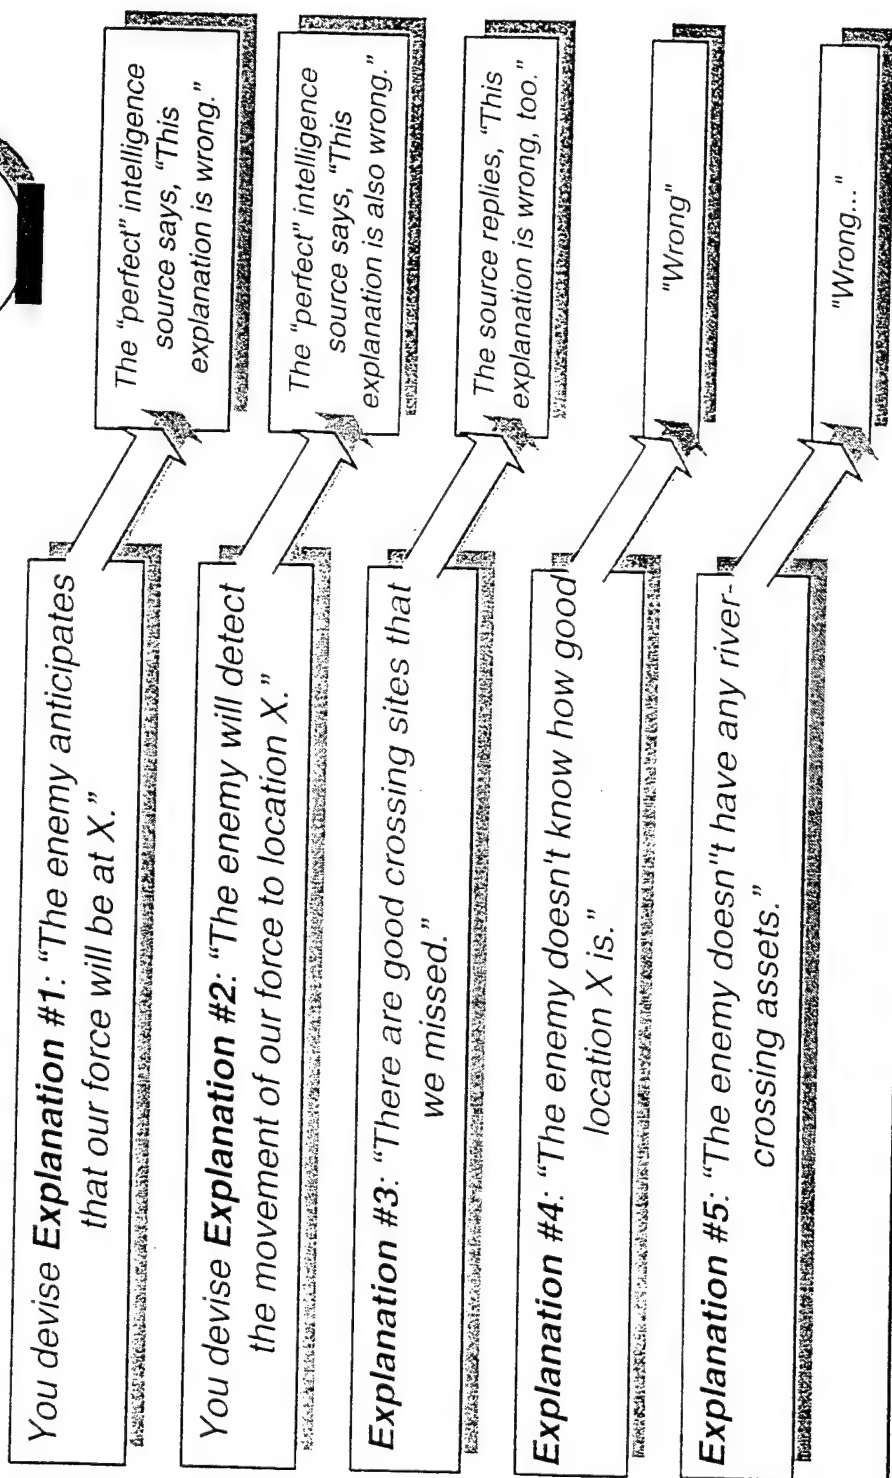 You devise Explanation #1: “The enemy anticipates
that our force will be at X.”
The “perfect” intelligence
source says, “This
explanation is wrong.”
You devise Explanation #2: “The enemy will detect
the movement of our force to location X.”
The “perfect” intelligence
source says, “This
explanation is also wrong.”
Explanation #3: “There are good crossing sites that
we missed.”
The source replies, “This
explanation is wrong, too.”
Explanation #4: “The enemy doesn't know how good
location X is.”
"Wrong"
Explanation #5: “The enemy doesn"t have any river-
crossing assets.”
"Wrong..."